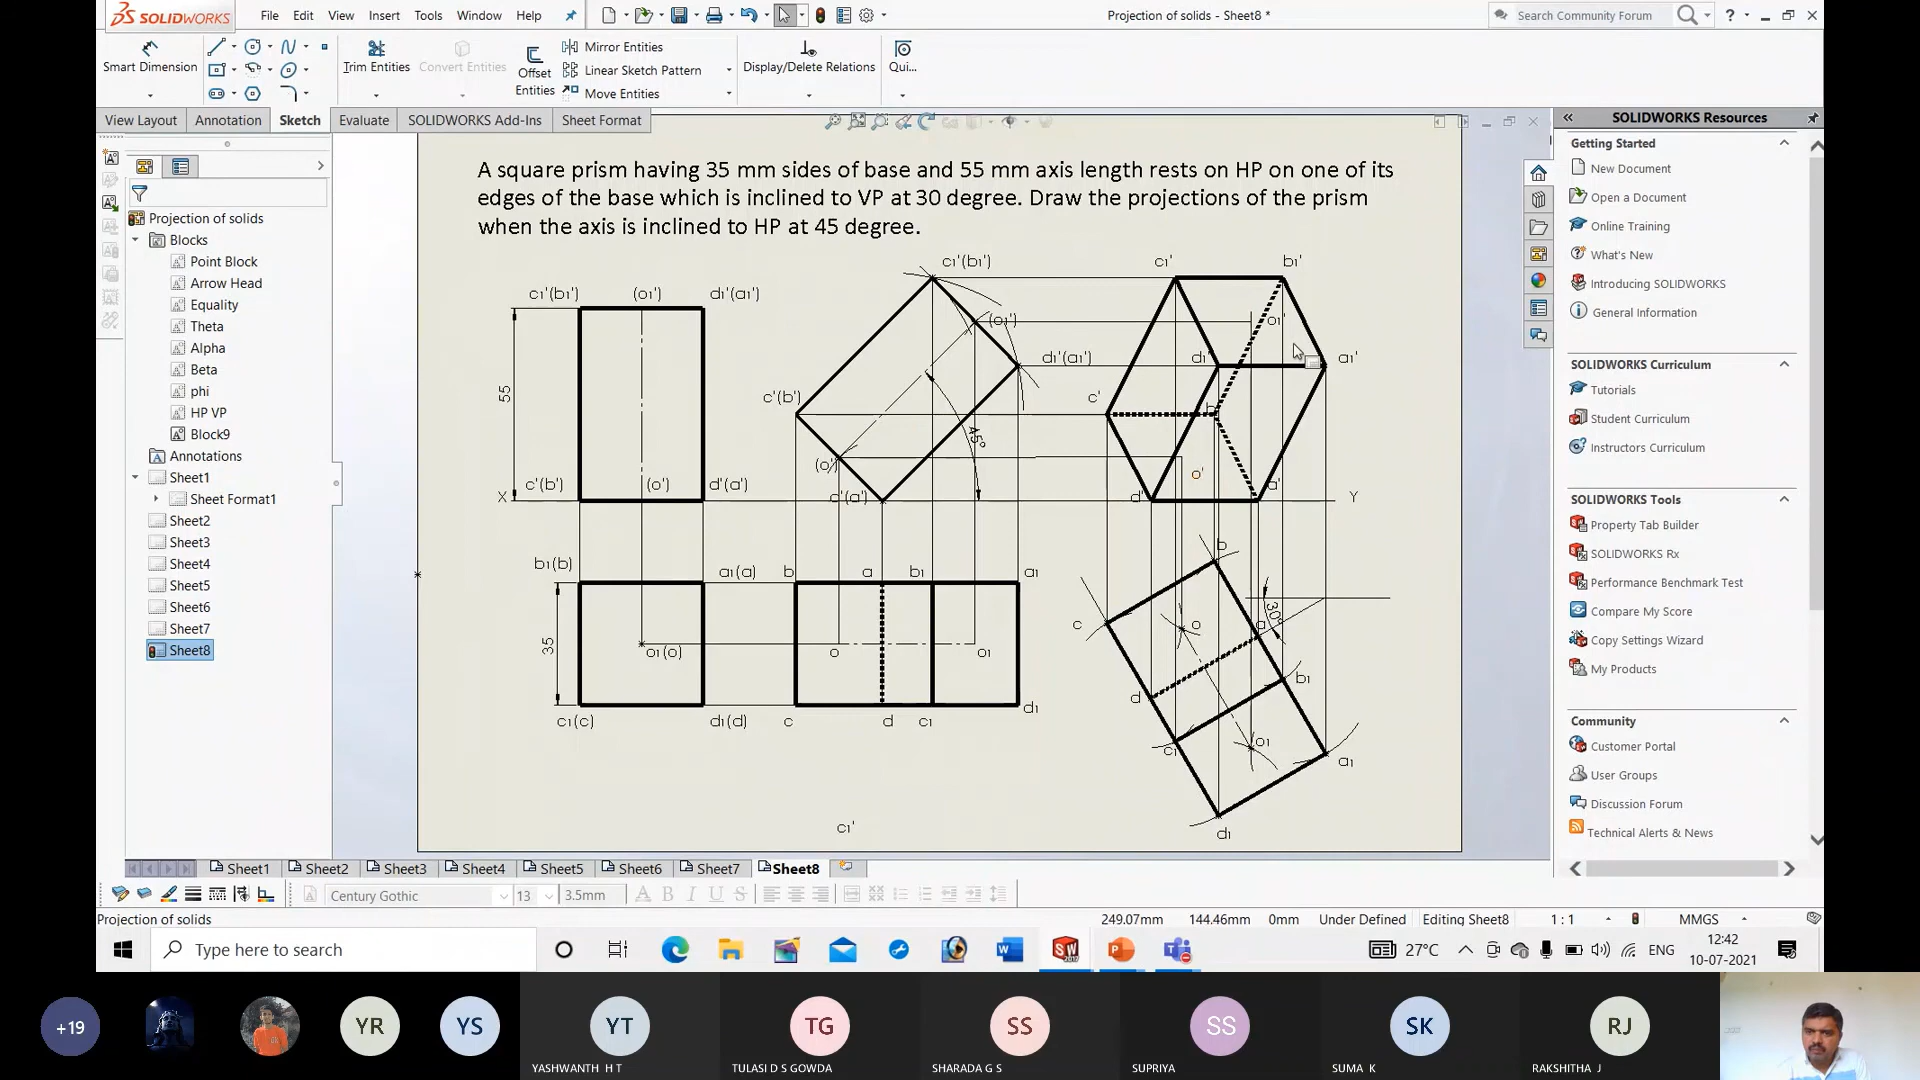 SOLIDWORKS
File Edit View Insert Tools Window Help
Projection of solids - Sheet8 *
Search Community Forum
?
Smart Dimension
Trim Entities
Convert Entities
Offset Entities
Mirror Entities
Linear Sketch Pattern
Move Entities
Display/Delete Relations
Qui...
View Layout Annotation Sketch Evaluate SOLIDWORKS Add-Ins Sheet Format
Projection of solids
Blocks
Point Block
Arrow Head
Equality
Theta
Alpha
Beta
phi
HP VP
Block9
Annotations
Sheet1
Sheet Format1
Sheet2
Sheet3
Sheet4
Sheet5
Sheet6
Sheet7
Sheet8
A square prism having 35 mm sides of base and 55 mm axis length rests on HP on one of its
edges of the base which is inclined to VP at 30 degree. Draw the projections of the prism
when the axis is inclined to HP at 45 degree.
c1'(b1') (o1') d1'(a1')
55
c'(b') (o') d'(a')
X
c1'(b1')
(o1')
d1'(a1')
c'(b')
45°
(o')
d'(a')
c1' b1'
o1'
d1' a1'
c' b
o'
d' a'
Y
b1(b) a1(a)
35
o1(o)
c1(c) d1(d)
b a b1 a1
o o1
c d c1 d1
b
30°
c o a
d b1
c1 o1 a1
d1
c1'
SOLIDWORKS Resources
Getting Started
New Document
Open a Document
Online Training
What's New
Introducing SOLIDWORKS
General Information
SOLIDWORKS Curriculum
Tutorials
Student Curriculum
Instructors Curriculum
SOLIDWORKS Tools
Property Tab Builder
SOLIDWORKS Rx
Performance Benchmark Test
Compare My Score
Copy Settings Wizard
My Products
Community
Customer Portal
User Groups
Discussion Forum
Technical Alerts & News
Sheet1 Sheet2 Sheet3 Sheet4 Sheet5 Sheet6 Sheet7 Sheet8
Century Gothic 13 3.5mm A B I U S
Projection of solids 249.07mm 144.46mm 0mm Under Defined Editing Sheet8 1 : 1 MMGS
Type here to search
27°C ENG 12:42
10-07-2021
+19 YR YS YT TG SS SS SK RJ
YASHWANTH H T TULASI D S GOWDA SHARADA G S SUPRIYA SUMA K RAKSHITHA J